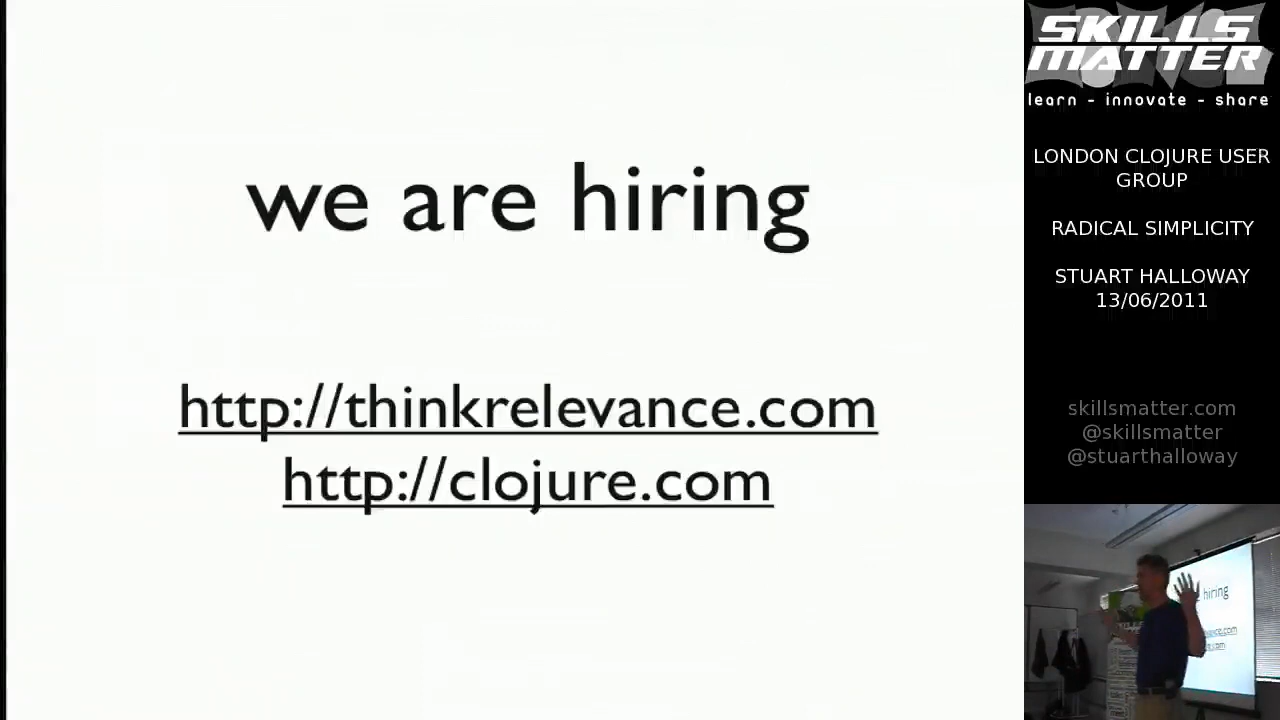 we are hiring
http://thinkrelevance.com
http://clojure.com
SKILLS
MATTER
learn - innovate - share
LONDON CLOJURE USER
GROUP
RADICAL SIMPLICITY
STUART HALLOWAY
13/06/2011
skillsmatter.com
@skillsmatter
@stuarthalloway
hiring